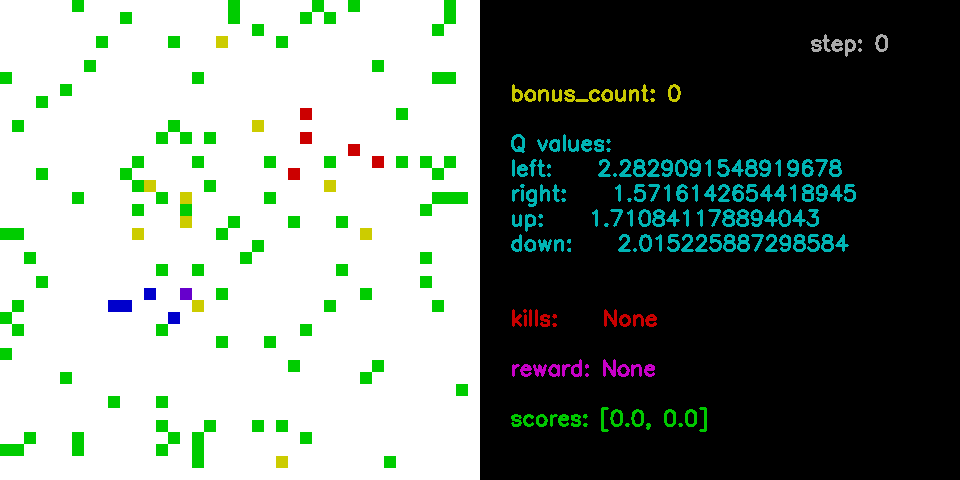 step: 0
bonus_count: 0
Q values:
left: 2.2829091548919678
right: 1.5716142654418945
up: 1.710841178894043
down: 2.015225887298584
kills: None
reward: None
scores: [0.0, 0.0]